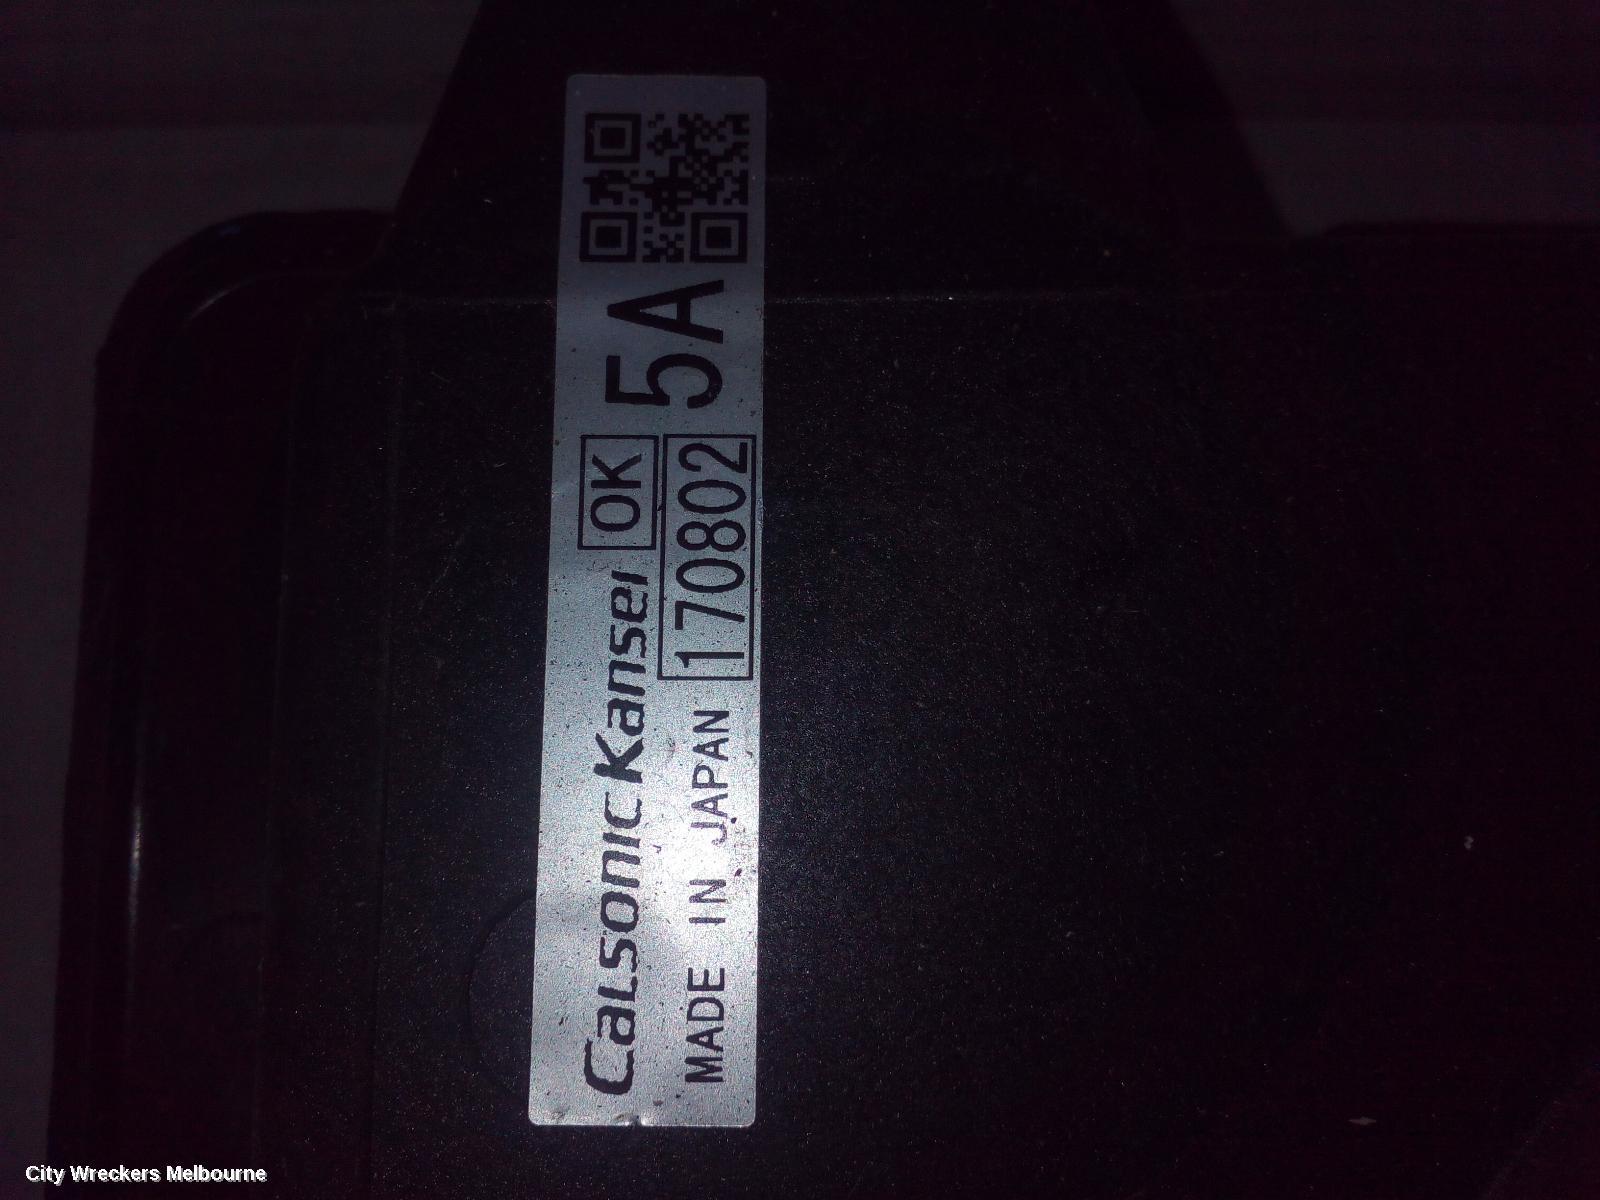 Calsonic Kansei OK 5A
MADE IN JAPAN 170802
City Wreckers Melbourne